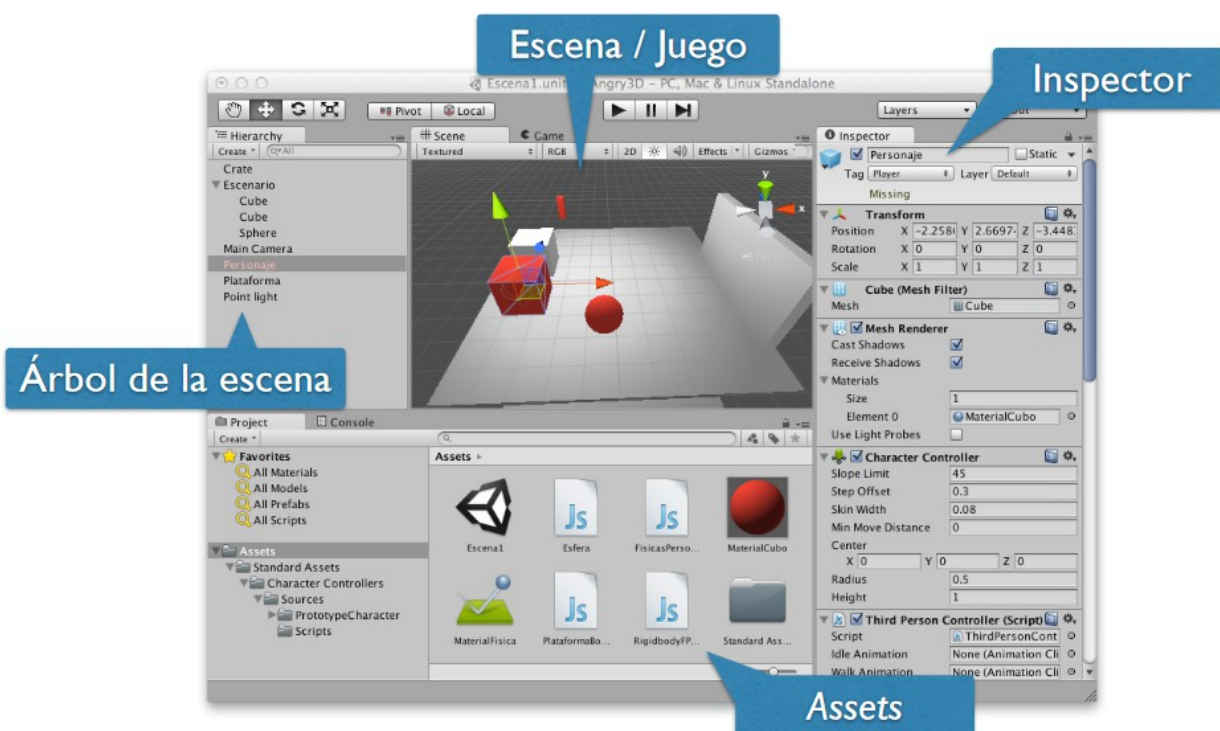 Escena / Juego
Inspector
Árbol de la escena
Assets
Escena1.unit
Angry3D – PC, Mac & Linux Standalone
Pivot
Local
Layers
Hierarchy
Create
All
Crate
Escenario
Cube
Cube
Sphere
Main Camera
Personaje
Plataforma
Point light
Scene
Game
Textured
RGB
2D
Effects
Gizmos
y
x
Persp
Inspector
Personaje
Static
Tag Player Layer Default
Missing
Transform
Position X -2.258 Y 2.6697 Z -3.448
Rotation X 0 Y 0 Z 0
Scale X 1 Y 1 Z 1
Cube (Mesh Filter)
Mesh Cube
Mesh Renderer
Cast Shadows
Receive Shadows
Materials
Size 1
Element 0 MaterialCubo
Use Light Probes
Character Controller
Slope Limit 45
Step Offset 0.3
Skin Width 0.08
Min Move Distance 0
Center
X 0 Y 0 Z 0
Radius 0.5
Height 1
Third Person Controller (Script)
Script ThirdPersonCont
Idle Animation None (Animation Cli
Walk Animation None (Animation Cli
Project
Console
Create
Favorites
All Materials
All Models
All Prefabs
All Scripts
Assets
Standard Assets
Character Controllers
Sources
PrototypeCharacter
Scripts
Assets
Js
Js
Escena1
Esfera
FisicasPerso...
MaterialCubo
Js
Js
MaterialFisica
PlataformaBo...
RigidbodyFP...
Standard Ass...